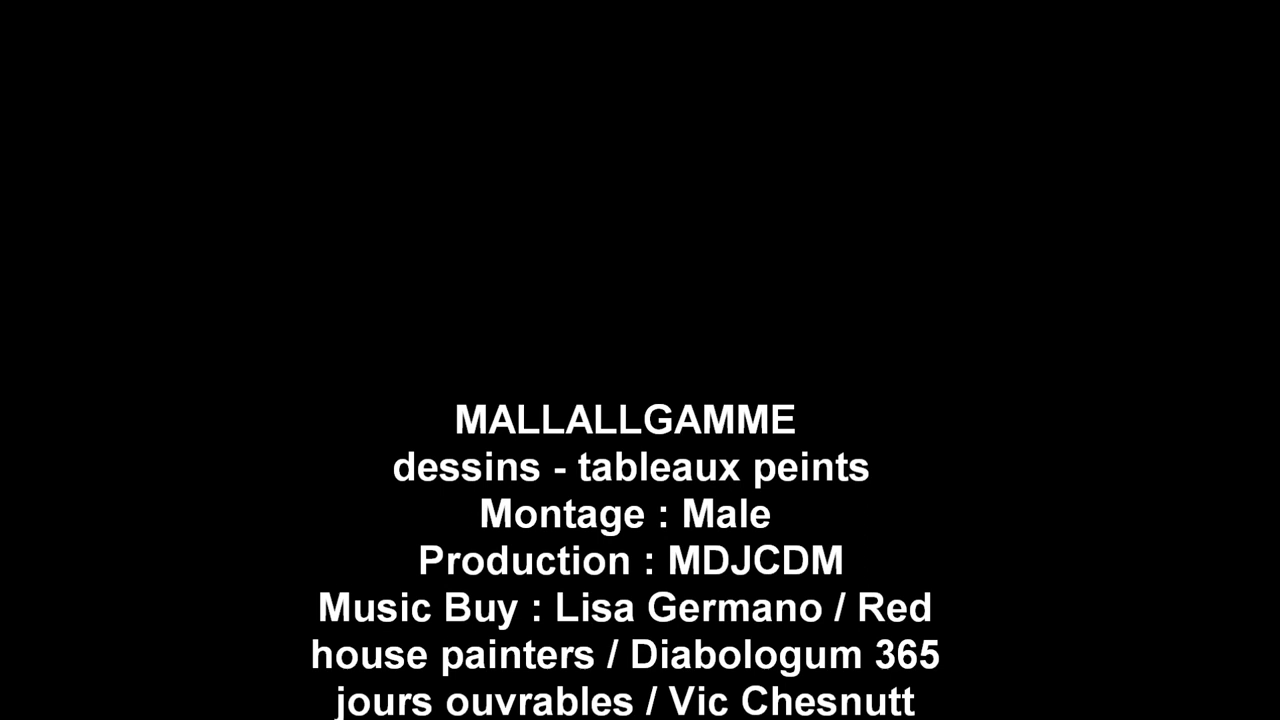 MALLALLGAMME
dessins - tableaux peints
Montage : Male
Production : MDJCDM
Music Buy : Lisa Germano / Red
house painters / Diabologum 365
jours ouvrables / Vic Chesnutt